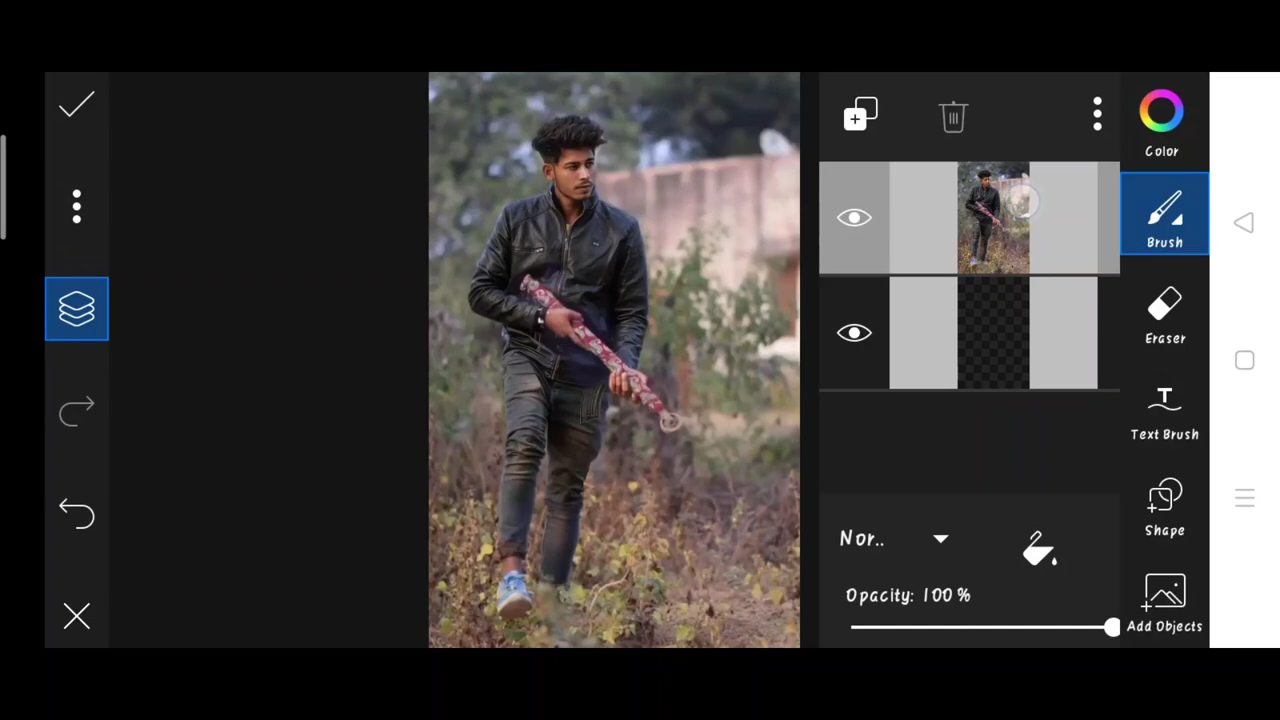 Color
Brush
Eraser
T
Text Brush
Shape
Nor..
Opacity: 100%
Add Objects